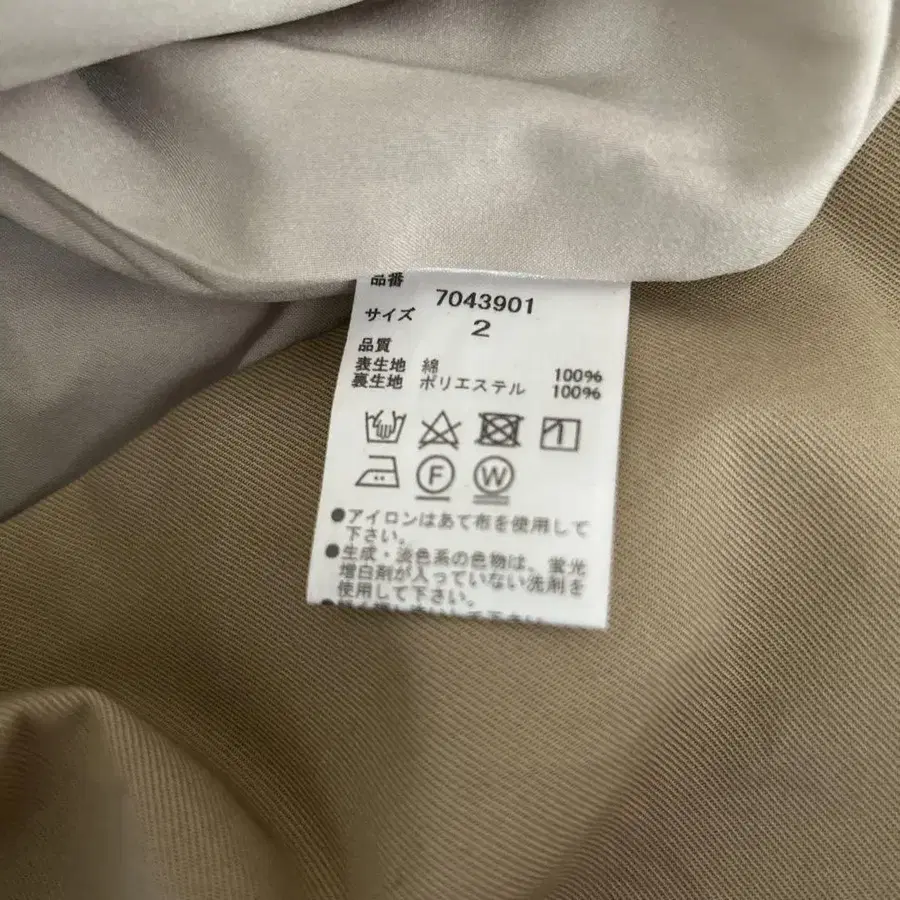 品番 7043901
サイズ 2
品質
表生地 綿 100%
裏生地 ポリエステル 100%
F W
●アイロンはあて布を使用して
下さい。
●生成・淡色系の色物は、蛍光
増白剤が入っていない洗剤を
使用して下さい。